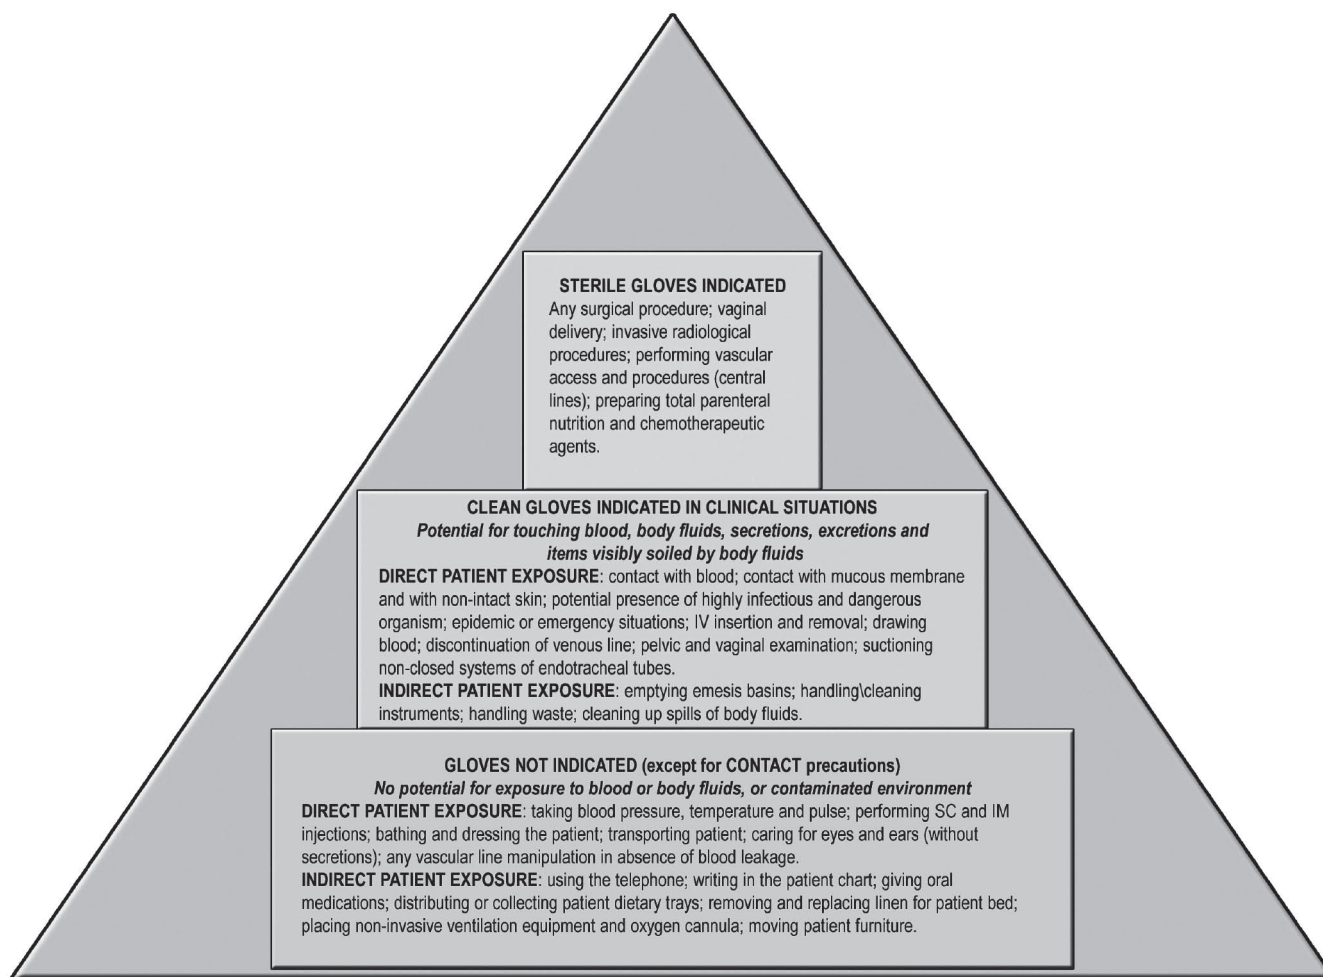 STERILE GLOVES INDICATED
Any surgical procedure; vaginal
delivery; invasive radiological
procedures; performing vascular
access and procedures (central
lines); preparing total parenteral
nutrition and chemotherapeutic
agents.
CLEAN GLOVES INDICATED IN CLINICAL SITUATIONS
Potential for touching blood, body fluids, secretions, excretions and
items visibly soiled by body fluids
DIRECT PATIENT EXPOSURE: contact with blood; contact with mucous membrane
and with non-intact skin; potential presence of highly infectious and dangerous
organism; epidemic or emergency situations; IV insertion and removal; drawing
blood; discontinuation of venous line; pelvic and vaginal examination; suctioning
non-closed systems of endotracheal tubes.
INDIRECT PATIENT EXPOSURE: emptying emesis basins; handling\cleaning
instruments; handling waste; cleaning up spills of body fluids.
GLOVES NOT INDICATED (except for CONTACT precautions)
No potential for exposure to blood or body fluids, or contaminated environment
DIRECT PATIENT EXPOSURE: taking blood pressure, temperature and pulse; performing SC and IM
injections; bathing and dressing the patient; transporting patient; caring for eyes and ears (without
secretions); any vascular line manipulation in absence of blood leakage.
INDIRECT PATIENT EXPOSURE: using the telephone; writing in the patient chart; giving oral
medications; distributing or collecting patient dietary trays; removing and replacing linen for patient bed;
placing non-invasive ventilation equipment and oxygen cannula; moving patient furniture.